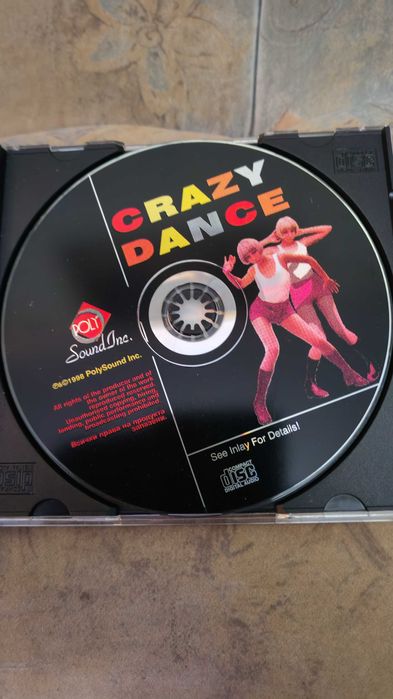 CRAZY
DANCE
POLY
Sound Inc.
℗&©1998 PolySound Inc.
All rights of the producer and of
the owner of the work
reproduced reserved.
Unauthorised copying, hiring,
lending, public performance and
broadcasting prohibited.
Всички права на продукта
запазени.
See Inlay For Details!
COMPACT
disc
DIGITAL AUDIO
DISC